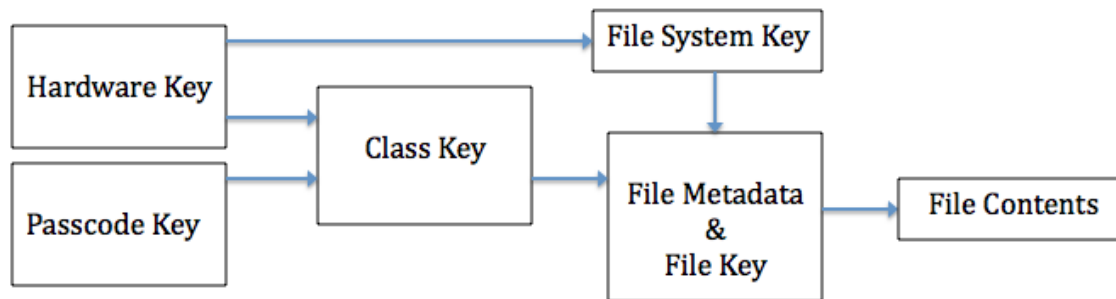 File System Key
Hardware Key
Class Key
File Metadata
&
File Key
Passcode Key
File Contents